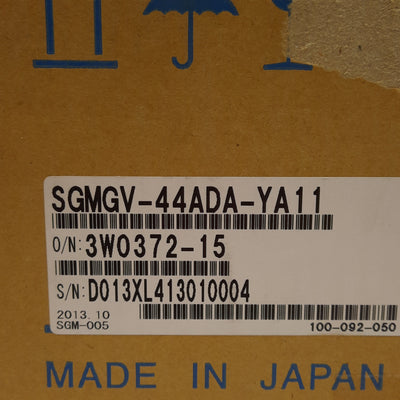 SGMGV-44ADA-YA11
O/N: 3W0372-15
S/N: D013XL413010004
2013.10
SGM-005 100-092-050
MADE IN JAPAN